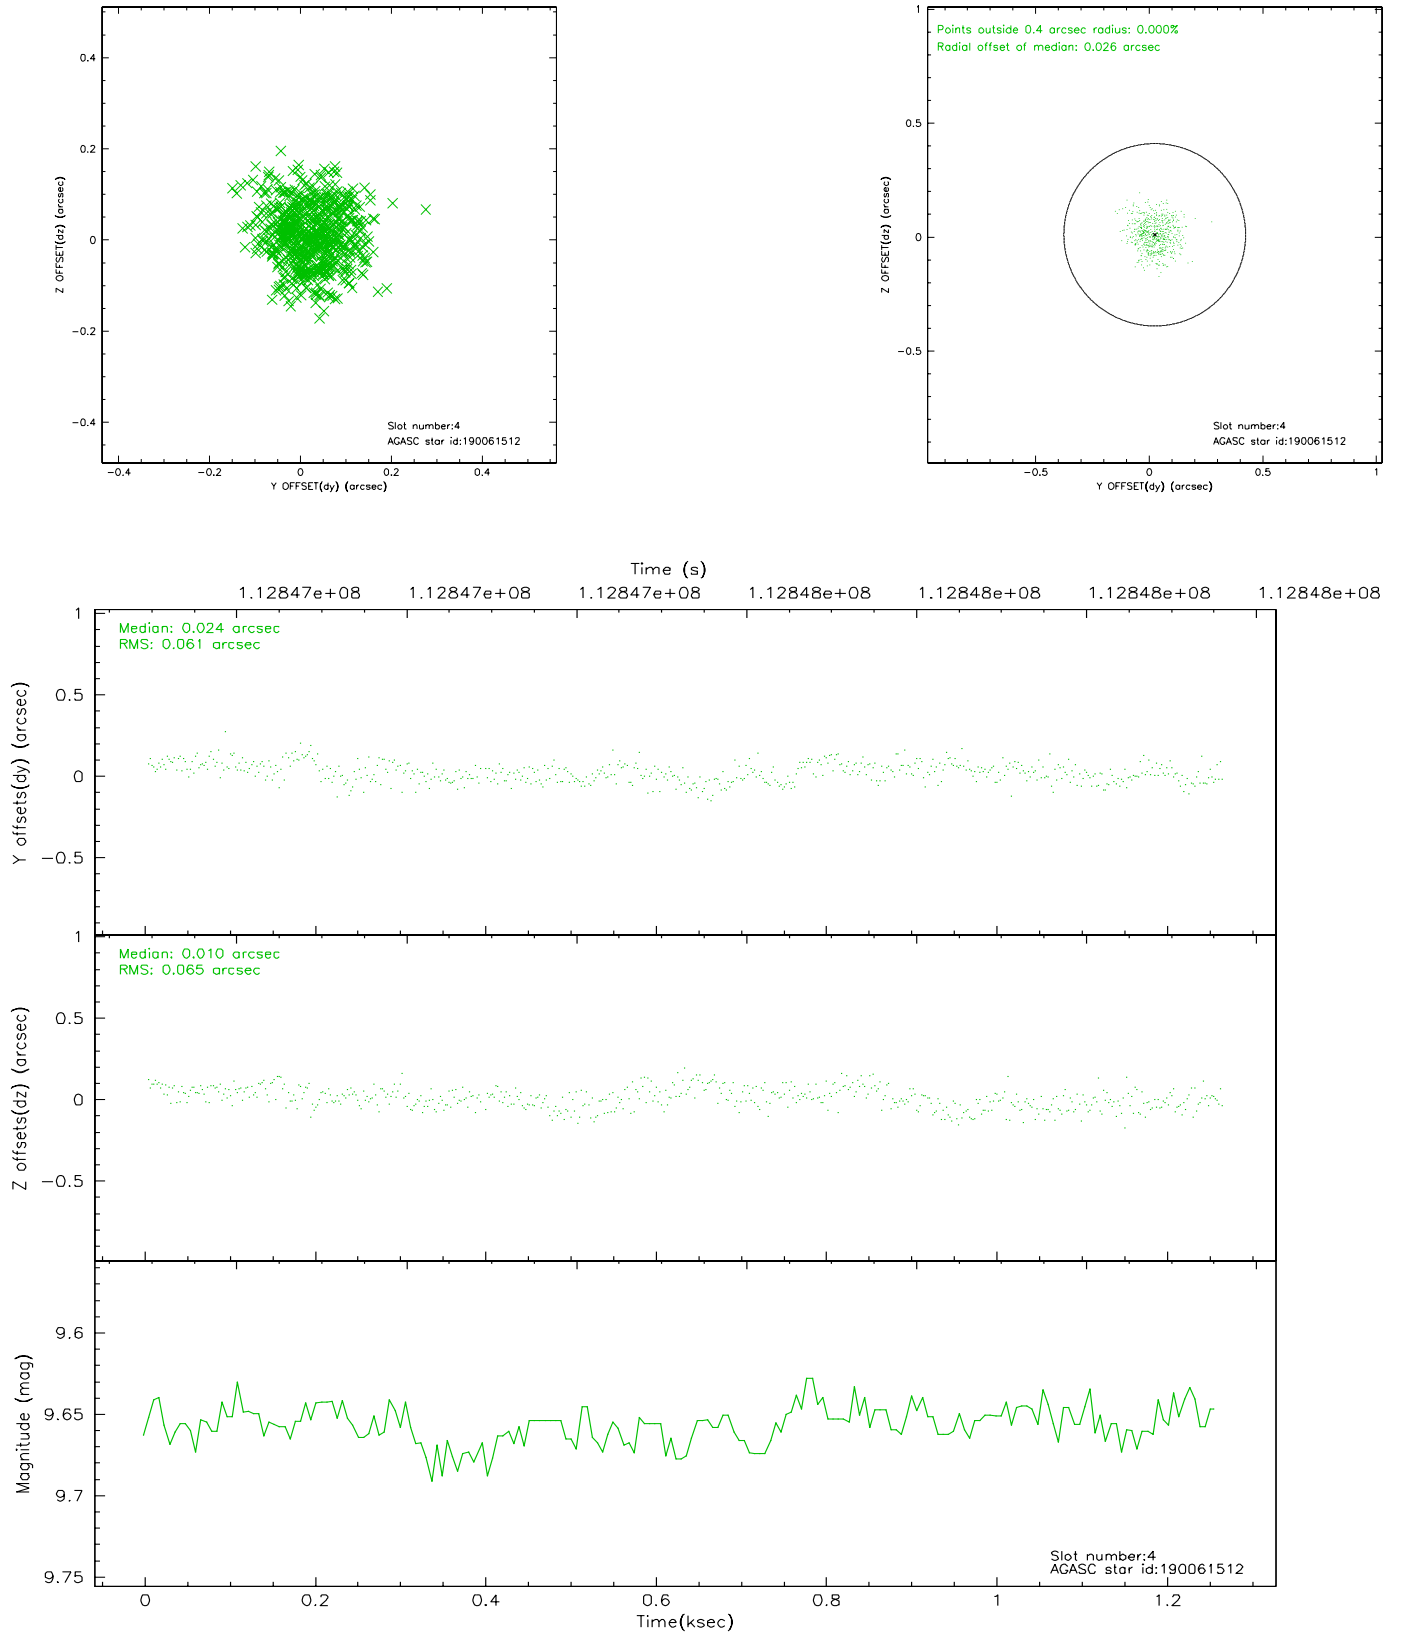 0.4
0.2
0
−0.2
−0.4
Z OFFSET(dz) (arcsec)
Slot number:4
AGASC star id:190061512
−0.4 −0.2 0 0.2 0.4
Y OFFSET(dy) (arcsec)
Points outside 0.4 arcsec radius: 0.000%
Radial offset of median: 0.026 arcsec
1
0.5
0
−0.5
Z OFFSET(dz) (arcsec)
Slot number:4
AGASC star id:190061512
−0.5 0 0.5 1
Y OFFSET(dy) (arcsec)
Time (s)
1.12847e+08 1.12847e+08 1.12847e+08 1.12848e+08 1.12848e+08 1.12848e+08 1.12848e+08
Median: 0.024 arcsec
RMS: 0.061 arcsec
1
0.5
0
−0.5
Y offsets(dy) (arcsec)
Median: 0.010 arcsec
RMS: 0.065 arcsec
1
0.5
0
−0.5
Z offsets(dz) (arcsec)
9.6
9.65
9.7
9.75
Magnitude (mag)
Slot number:4
AGASC star id:190061512
0 0.2 0.4 0.6 0.8 1 1.2
Time(ksec)